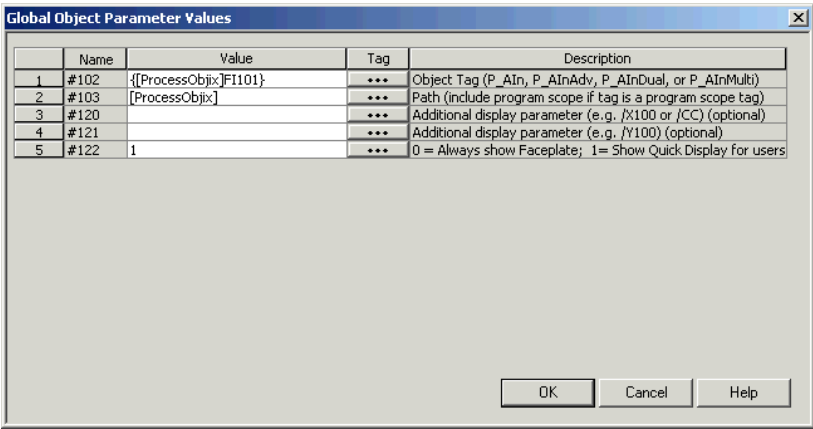 Global Object Parameter Values
Name Value Tag Description
1 #102 {[ProcessObjix]FI101} ••• Object Tag (P_AIn, P_AInAdv, P_AInDual, or P_AInMulti)
2 #103 [ProcessObjix] ••• Path (include program scope if tag is a program scope tag)
3 #120 ••• Additional display parameter (e.g. /X100 or /CC) (optional)
4 #121 ••• Additional display parameter (e.g. /Y100) (optional)
5 #122 1 ••• 0 = Always show Faceplate; 1= Show Quick Display for users
OK Cancel Help